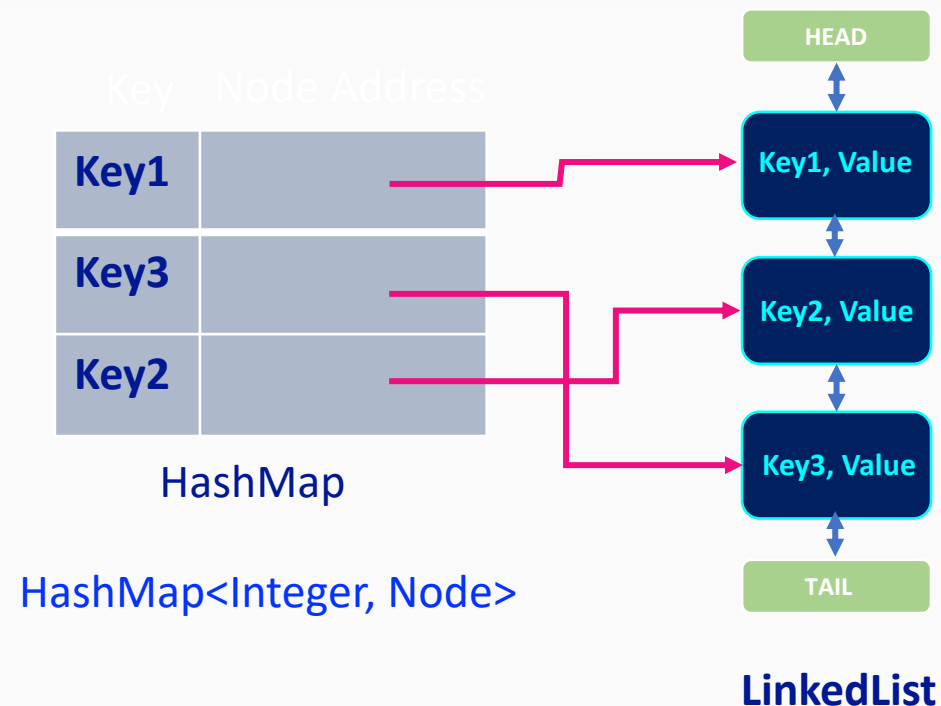 Key Node Address
Key1
Key3
Key2
HashMap
HashMap<Integer, Node>
HEAD
Key1, Value
Key2, Value
Key3, Value
TAIL
LinkedList